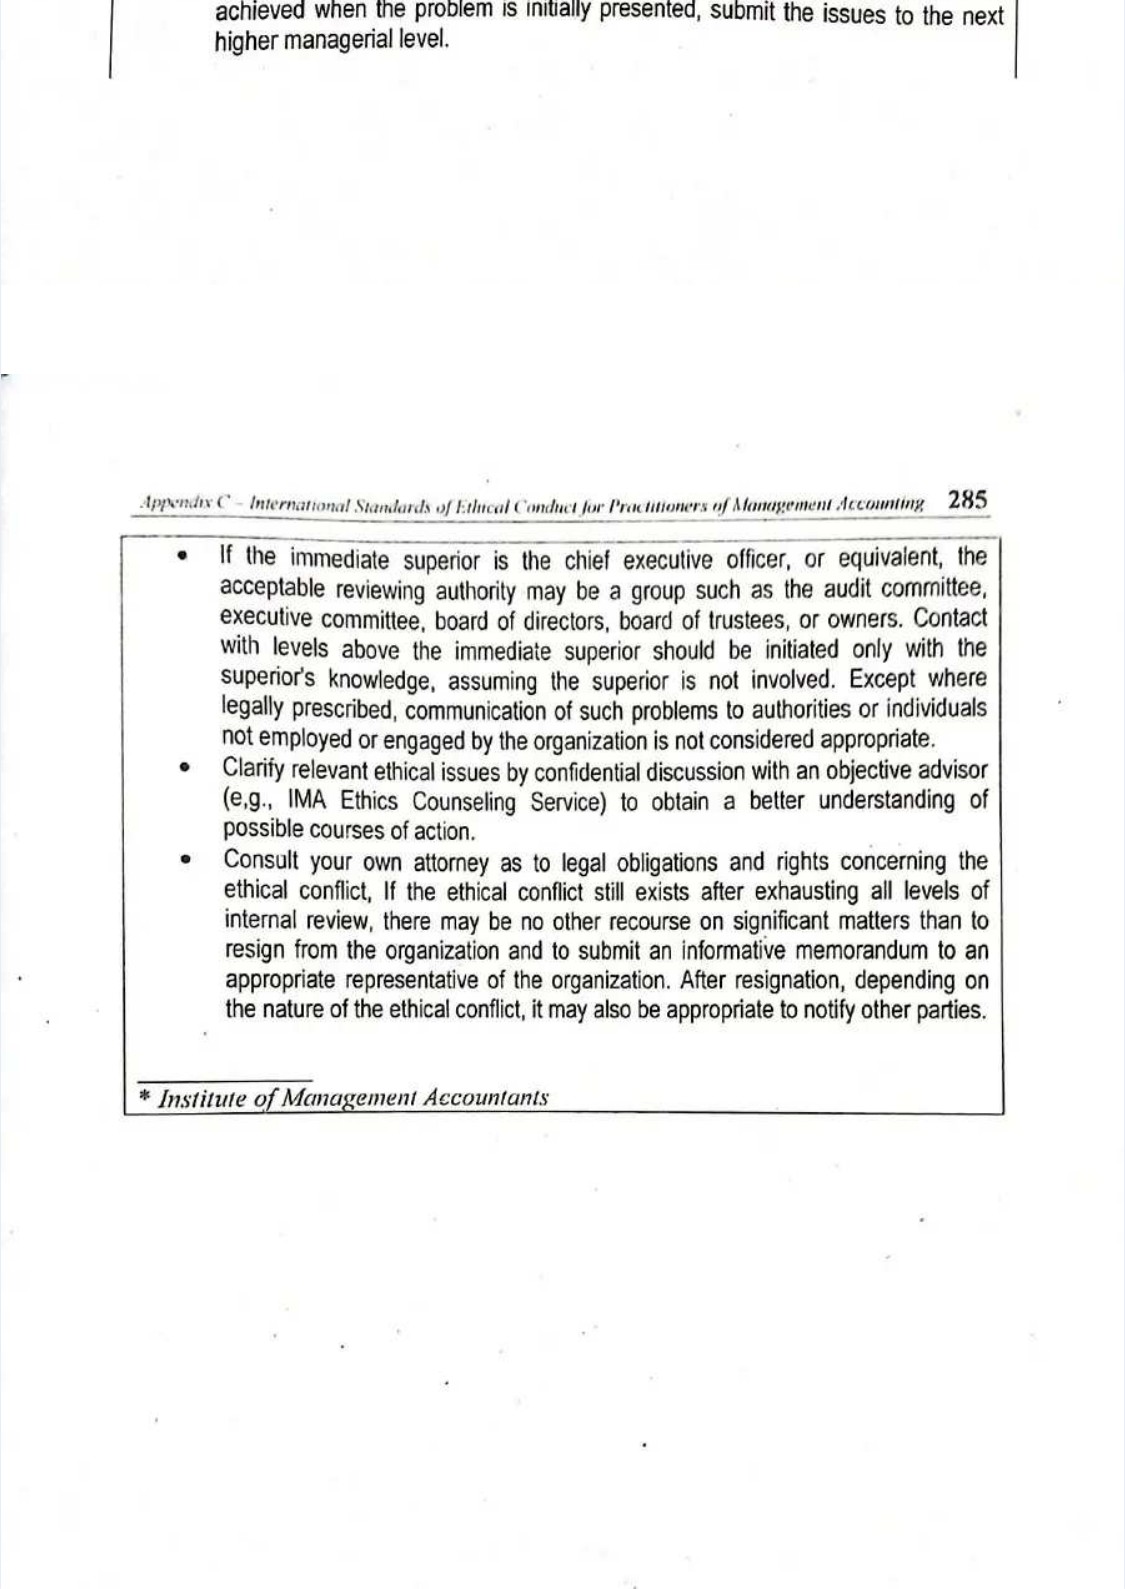 achieved when the problem is initially presented, submit the issues to the next
higher managerial level.
Appendix C - International Standards of Ethical Conduct for Practitioners of Management Accounting 285
• If the immediate superior is the chief executive officer, or equivalent, the
acceptable reviewing authority may be a group such as the audit committee,
executive committee, board of directors, board of trustees, or owners. Contact
with levels above the immediate superior should be initiated only with the
superior's knowledge, assuming the superior is not involved. Except where
legally prescribed, communication of such problems to authorities or individuals
not employed or engaged by the organization is not considered appropriate.
• Clarify relevant ethical issues by confidential discussion with an objective advisor
(e,g., IMA Ethics Counseling Service) to obtain a better understanding of
possible courses of action.
• Consult your own attorney as to legal obligations and rights concerning the
ethical conflict, If the ethical conflict still exists after exhausting all levels of
internal review, there may be no other recourse on significant matters than to
resign from the organization and to submit an informative memorandum to an
appropriate representative of the organization. After resignation, depending on
the nature of the ethical conflict, it may also be appropriate to notify other parties.
* Institute of Management Accountants